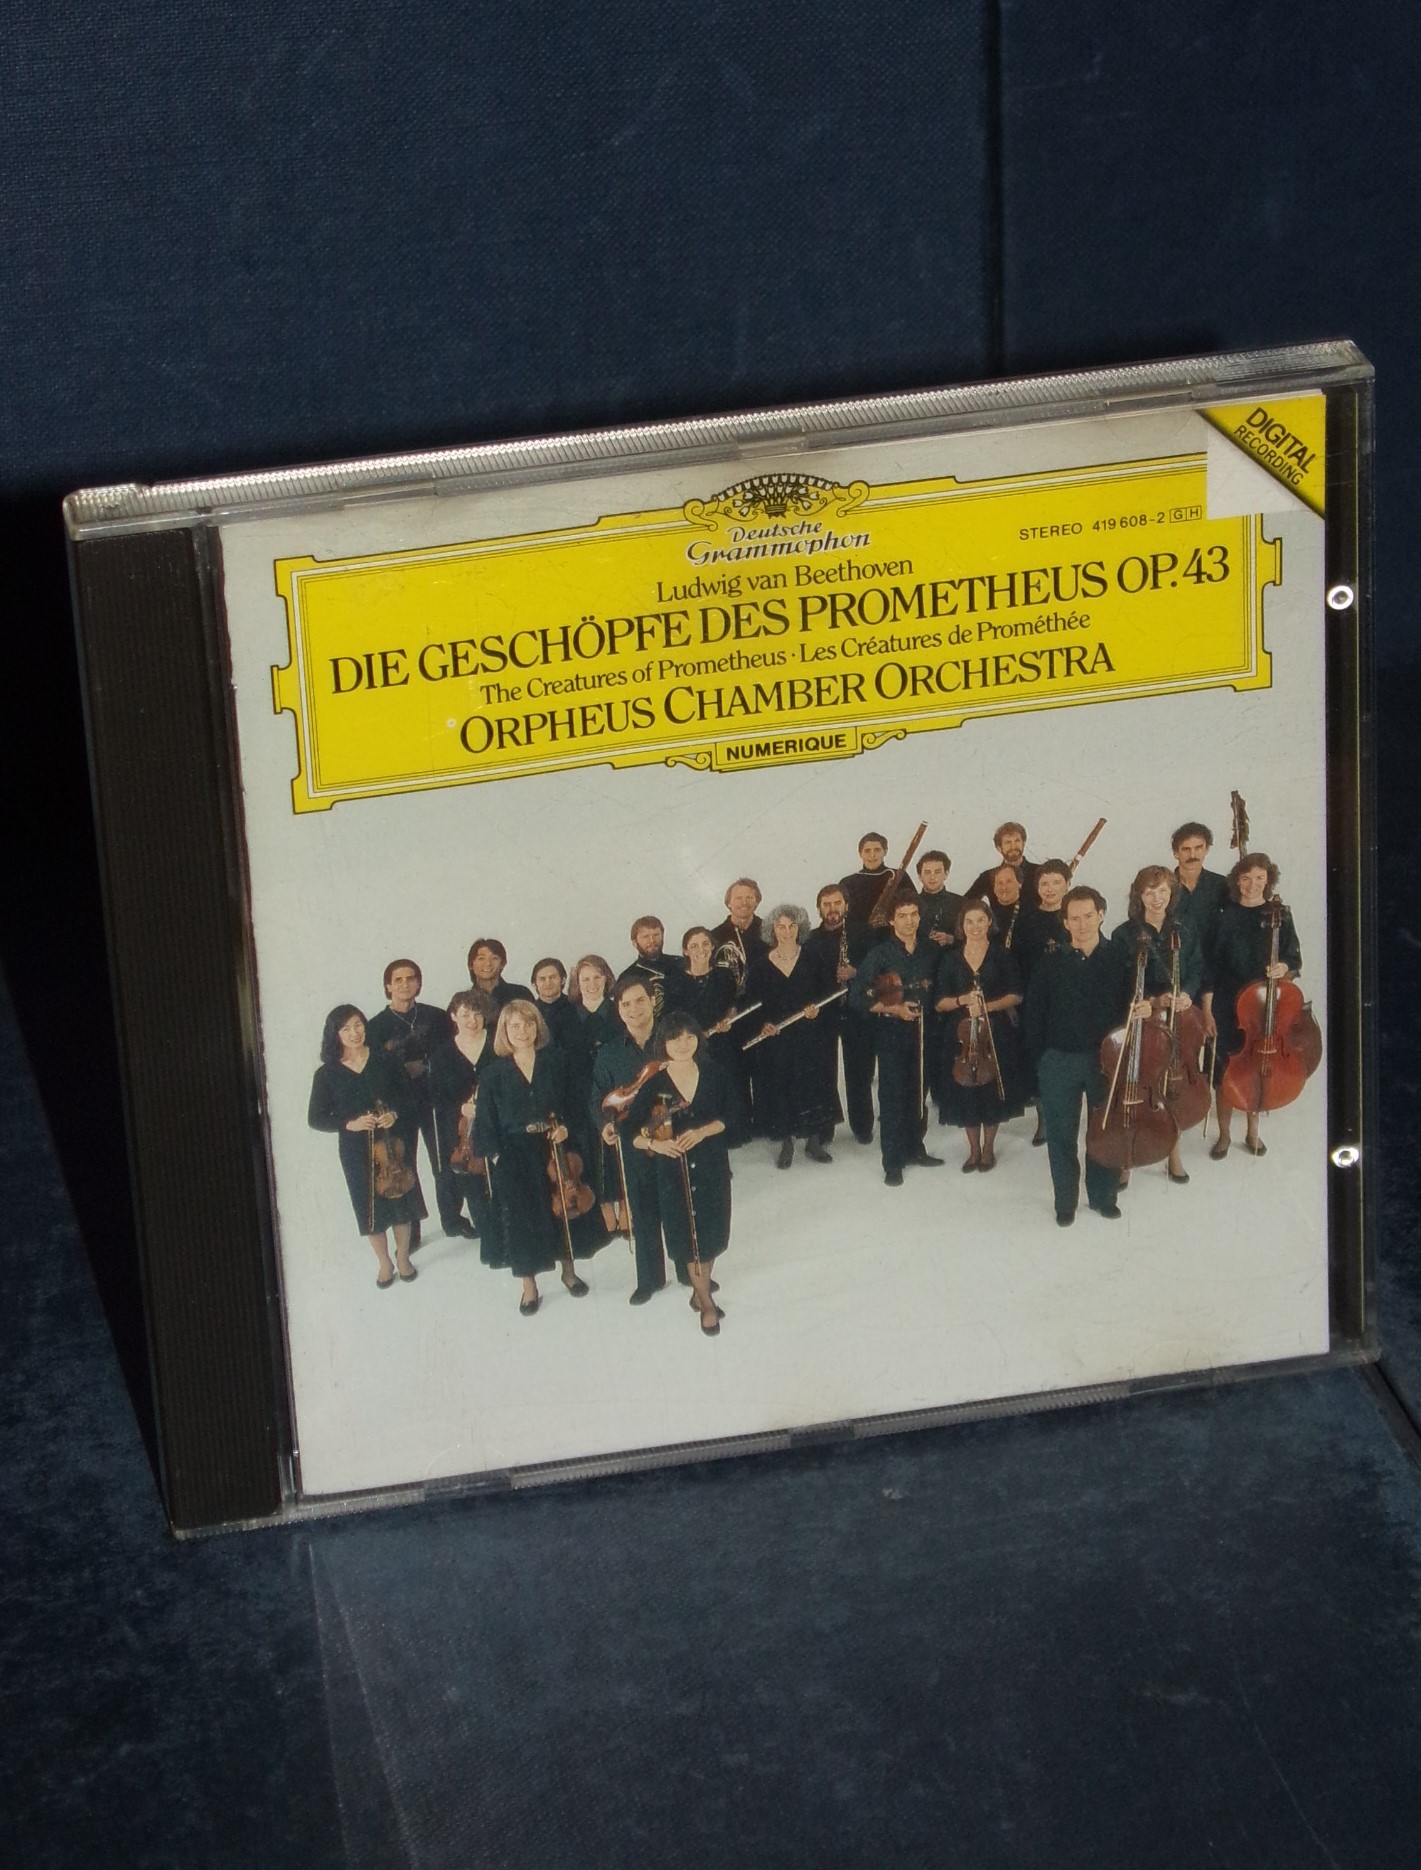 DIGITAL
RECORDING
Deutsche
Grammophon
STEREO 419 608-2 GH
Ludwig van Beethoven
DIE GESCHÖPFE DES PROMETHEUS OP.43
The Creatures of Prometheus · Les Créatures de Prométhée
ORPHEUS CHAMBER ORCHESTRA
NUMERIQUE